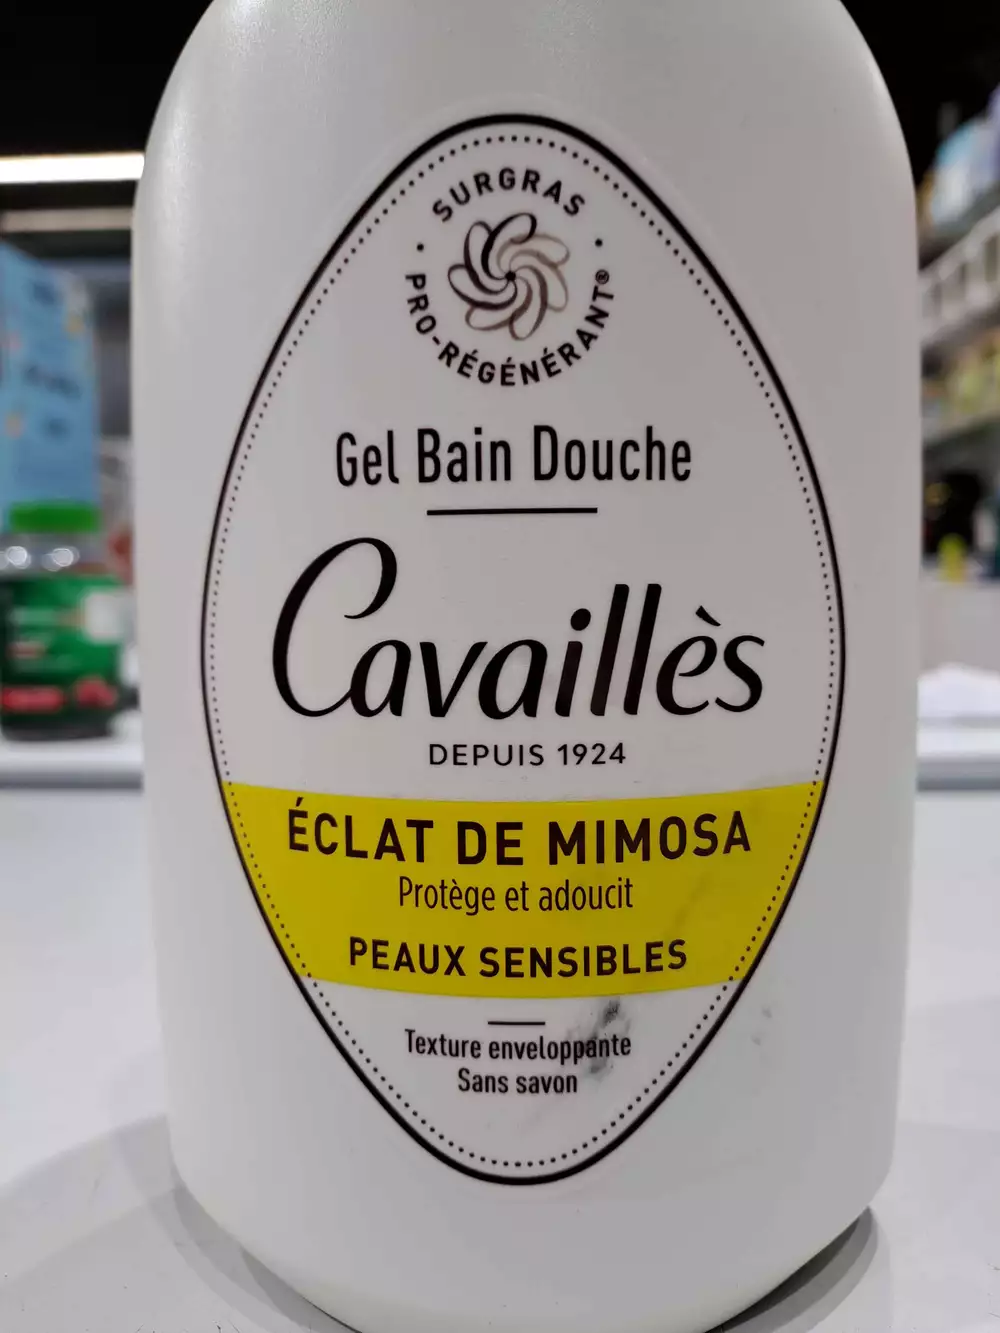 SURGRAS
PRO-RÉGÉNÉRANT®
Gel Bain Douche
Cavaillès
DEPUIS 1924
ÉCLAT DE MIMOSA
Protège et adoucit
PEAUX SENSIBLES
Texture enveloppante
Sans savon